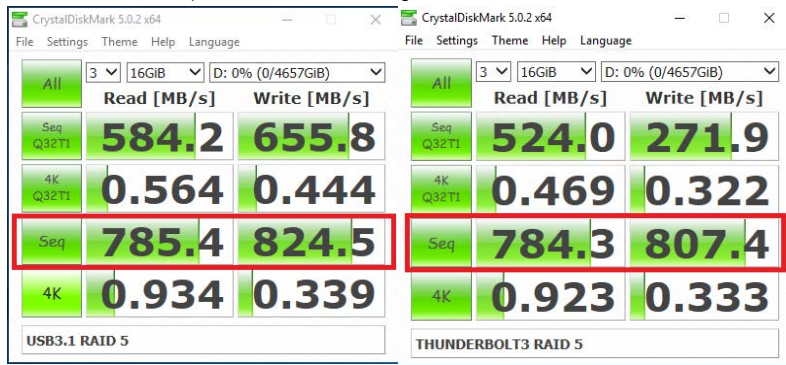 CrystalDiskMark 5.0.2 x64
File Settings Theme Help Language
All 3 16GiB D: 0% (0/4657GiB)
Read [MB/s] Write [MB/s]
Seq Q32T1 584.2 655.8
4K Q32T1 0.564 0.444
Seq 785.4 824.5
4K 0.934 0.339
USB3.1 RAID 5
CrystalDiskMark 5.0.2 x64
File Settings Theme Help Language
All 3 16GiB D: 0% (0/4657GiB)
Read [MB/s] Write [MB/s]
Seq Q32T1 524.0 271.9
4K Q32T1 0.469 0.322
Seq 784.3 807.4
4K 0.923 0.333
THUNDERBOLT3 RAID 5